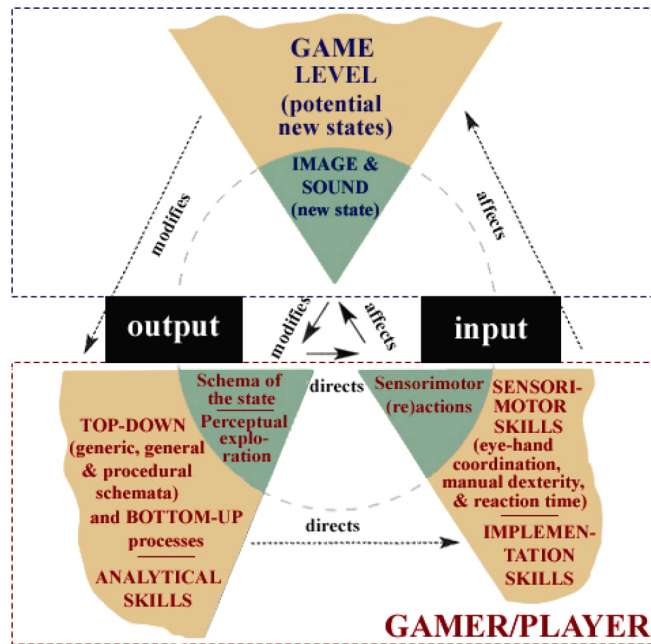 GAME
LEVEL
(potential
new states)
IMAGE &
SOUND
(new state)
modifies
affects
output
modifies
affects
input
Schema of
the state
Perceptual
explo-
ration
directs
Sensorimotor
(re)actions
TOP-DOWN
(generic, general
& procedural
schemata)
and BOTTOM-UP
processes
ANALYTICAL
SKILLS
directs
SENSORI-
MOTOR
SKILLS
(eye-hand
coordination,
manual dexterity,
& reaction time)
IMPLEMEN-
TATION
SKILLS
GAMER/PLAYER